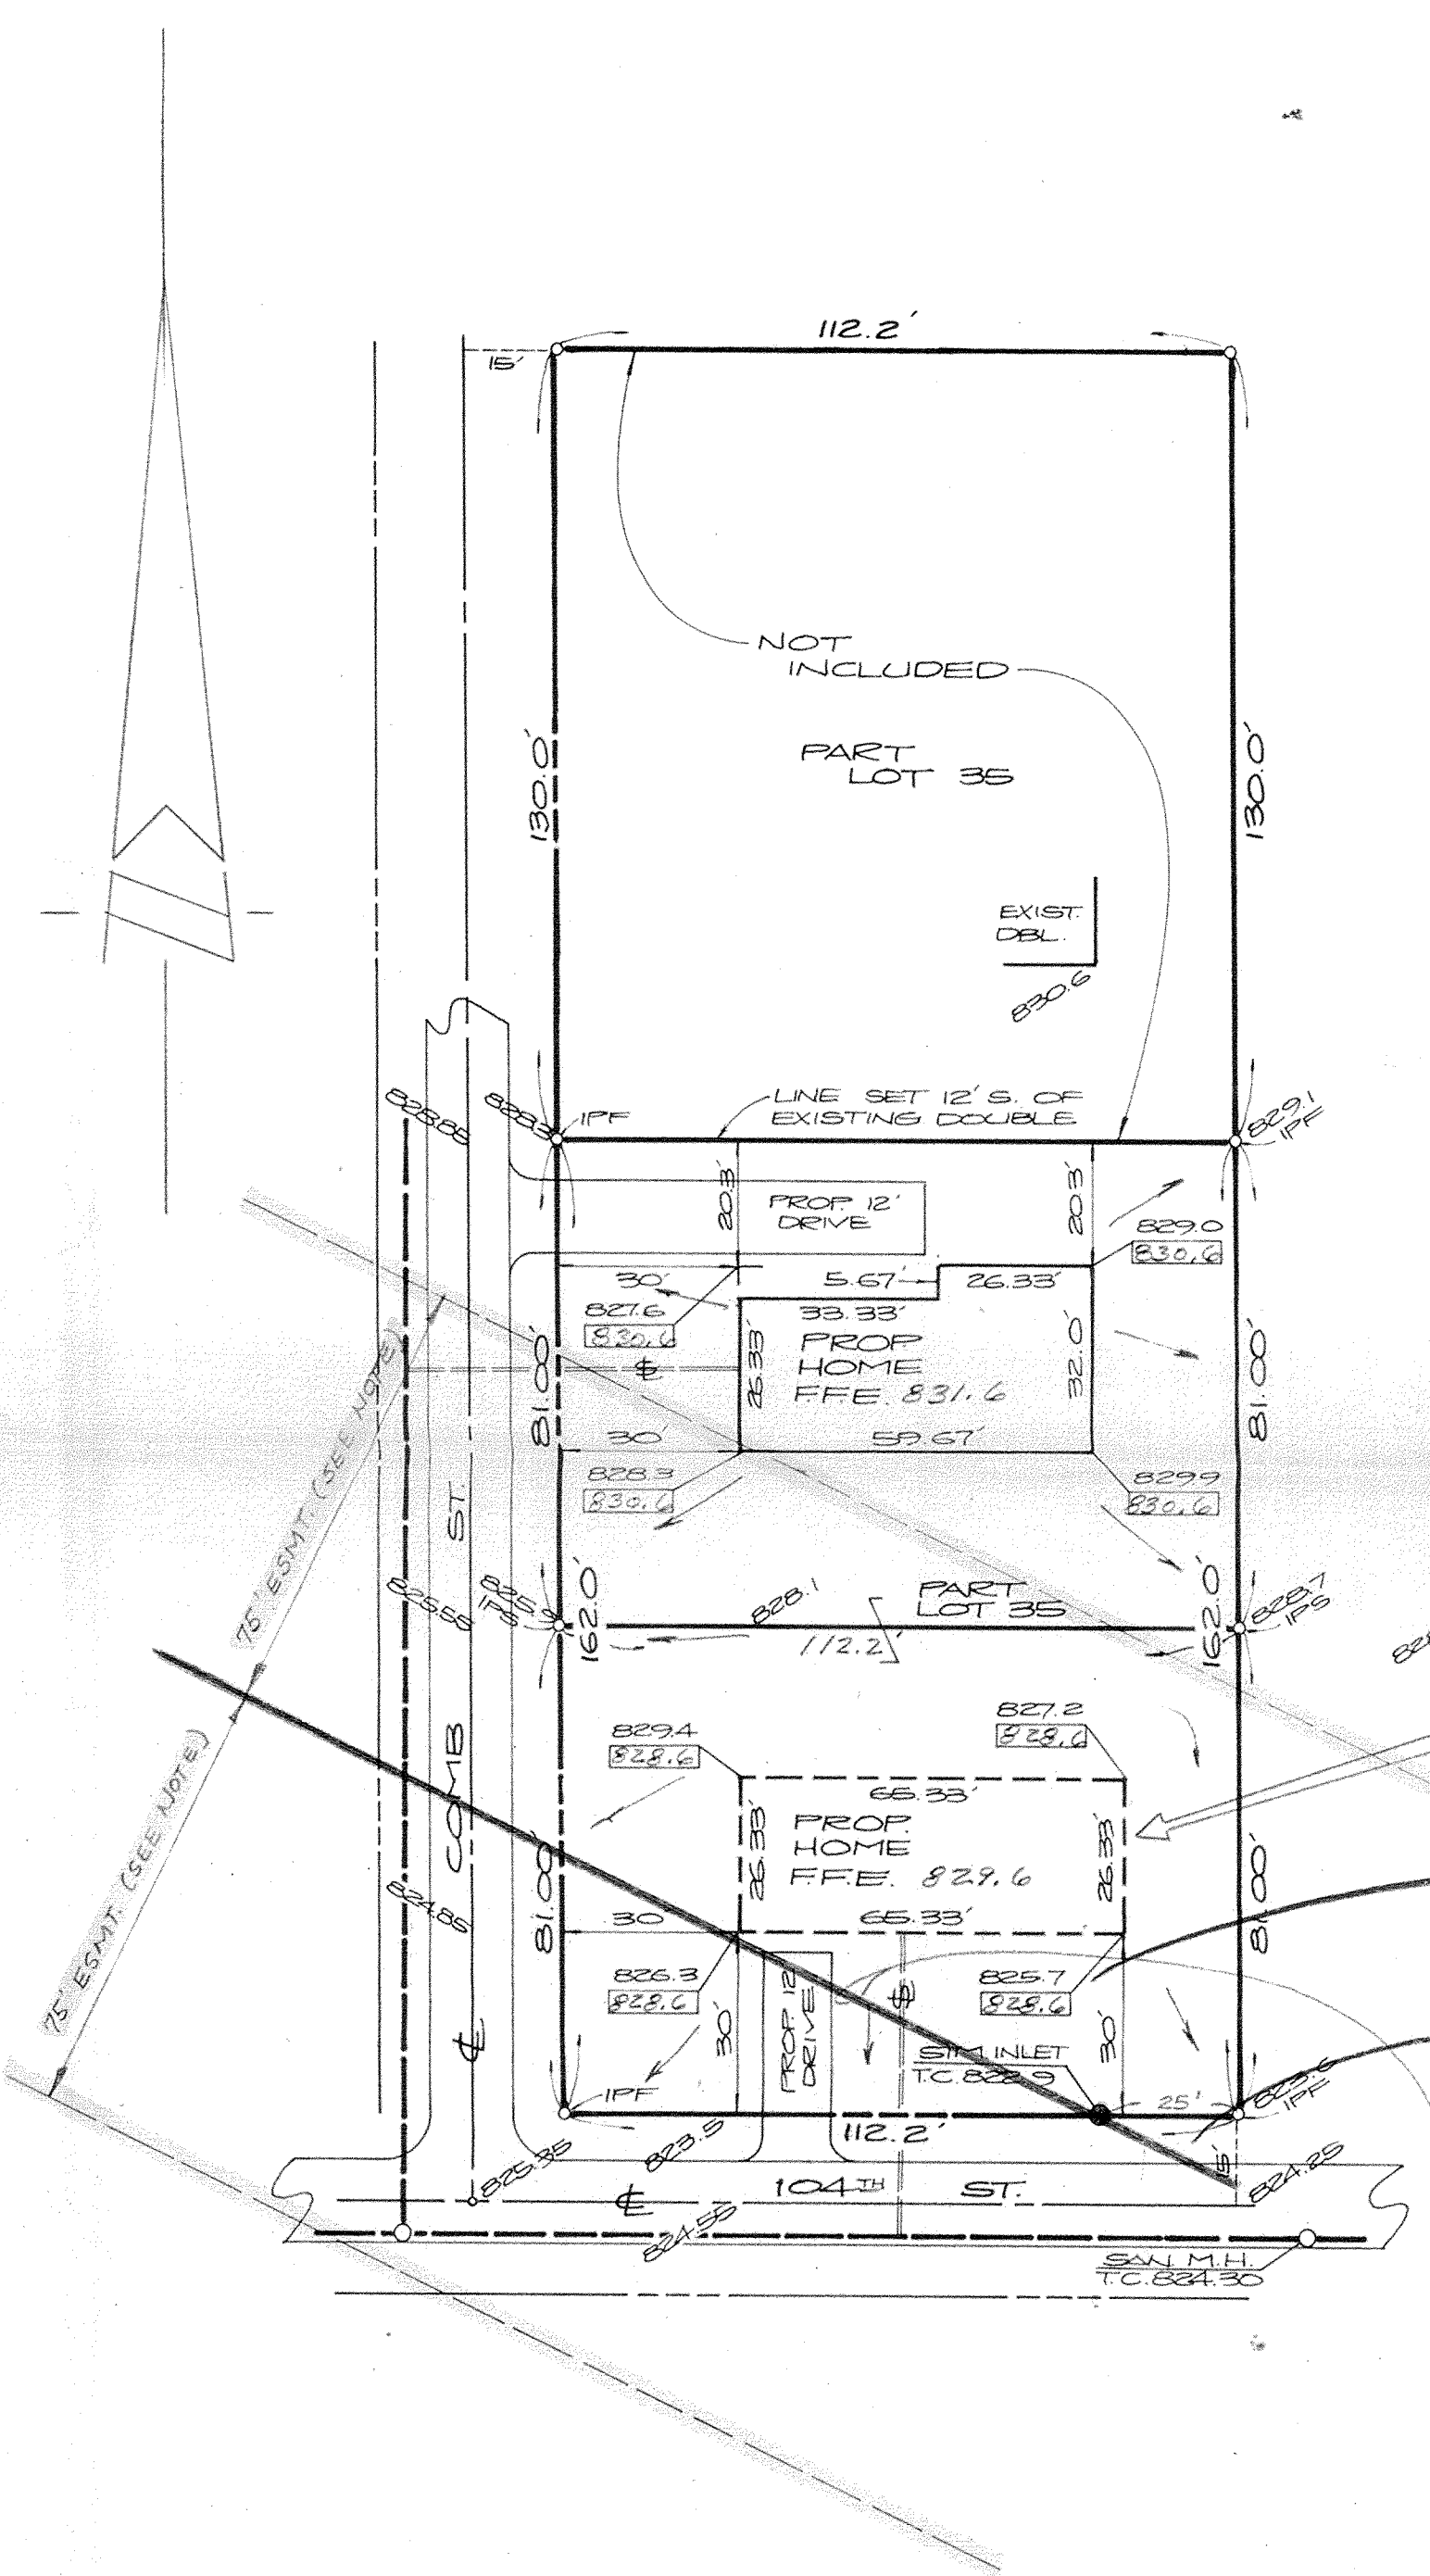 112.2'
15'
NOT
INCLUDED
PART
LOT 35
130.0'
130.0'
EXIST.
DBL.
830.6
LINE SET 12' S. OF
EXISTING DOUBLE
828.85
828.3
IPF
829.1
IPF
20.3'
PROP. 12'
DRIVE
20.3'
829.0
830.6
30'
5.67'
26.33'
827.6
830.6
33.33'
PROP
HOME
F.F.E. 831.6
26.33'
32.0'
81.00'
81.00'
30'
59.67'
828.3
830.6
829.9
830.6
75' ESMT. (SEE NOTE)
ST.
825.55
825.9
IPS
162.0'
828.1
PART
LOT 35
112.2'
162.0'
828.7
IPS
829.4
828.6
827.2
828.6
65.33'
PROP.
HOME
F.F.E. 829.6
26.33'
26.33'
COMB
75' ESMT. (SEE NOTE)
824.85
81.00'
81.00'
30
65.33'
826.3
828.6
825.7
828.6
30'
PROP. 12'
DRIVE
STM. INLET
30'
25'
IPF
IPF
112.2'
823.5
825.35
15'
824.25
104TH ST.
824.55
SAN. M.H.
T.C. 824.30